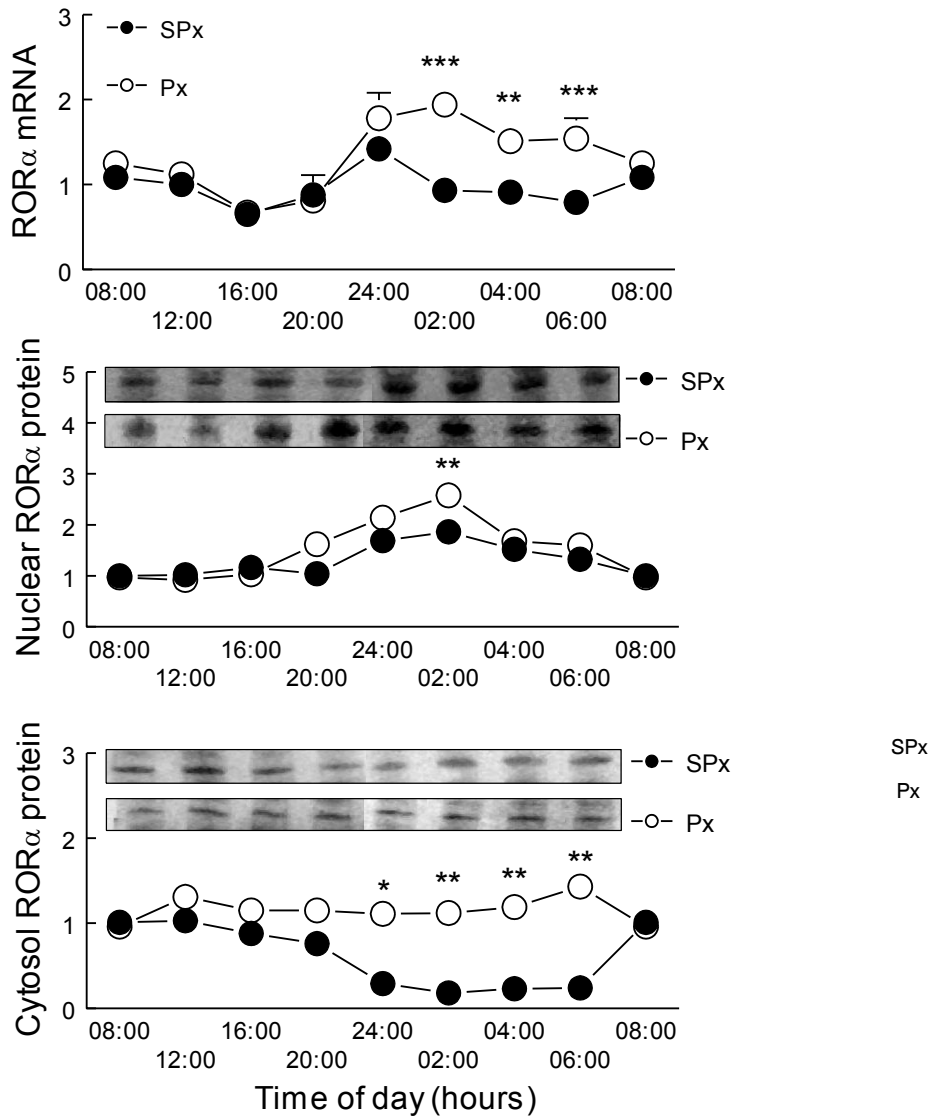 3
SPx
Px
***
**
***
2
1
0
RORα mRNA
08:00 16:00 24:00 04:00 08:00
12:00 20:00 02:00 06:00
5
SPx
4
Px
3
**
2
1
0
Nuclear RORα protein
08:00 16:00 24:00 04:00 08:00
12:00 20:00 02:00 06:00
3
SPx
SPx
Px
Px
2
* ** ** **
1
0
Cytosol RORα protein
08:00 16:00 24:00 04:00 08:00
12:00 20:00 02:00 06:00
Time of day (hours)